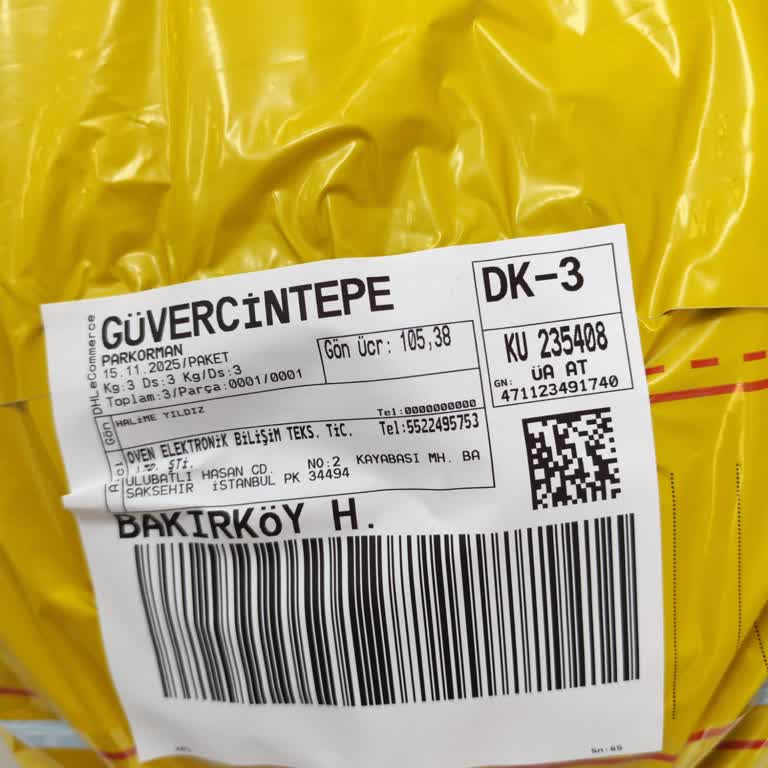 DHLeCommerce
GÜVERCİNTEPE
PARKORMAN
15.11.2025/PAKET
Kg:3 Ds:3 Kg/Ds:3
Toplam:3/Parça:0001/0001
Gön Ücr: 105,38
DK-3
KU 235408
ÜA AT
GN: 471123491740
Gön
HALİME YILDIZ
Tel:0000000000
OVEN ELEKTRONİK BİLİŞİM TEKS. TİC. Tel:5522495753
ŞTİ.
ULUBATLI HASAN CD. NO:2 KAYABASI MH. BA
SAKSEHIR İSTANBUL PK 34494
BAKIRKÖY H.